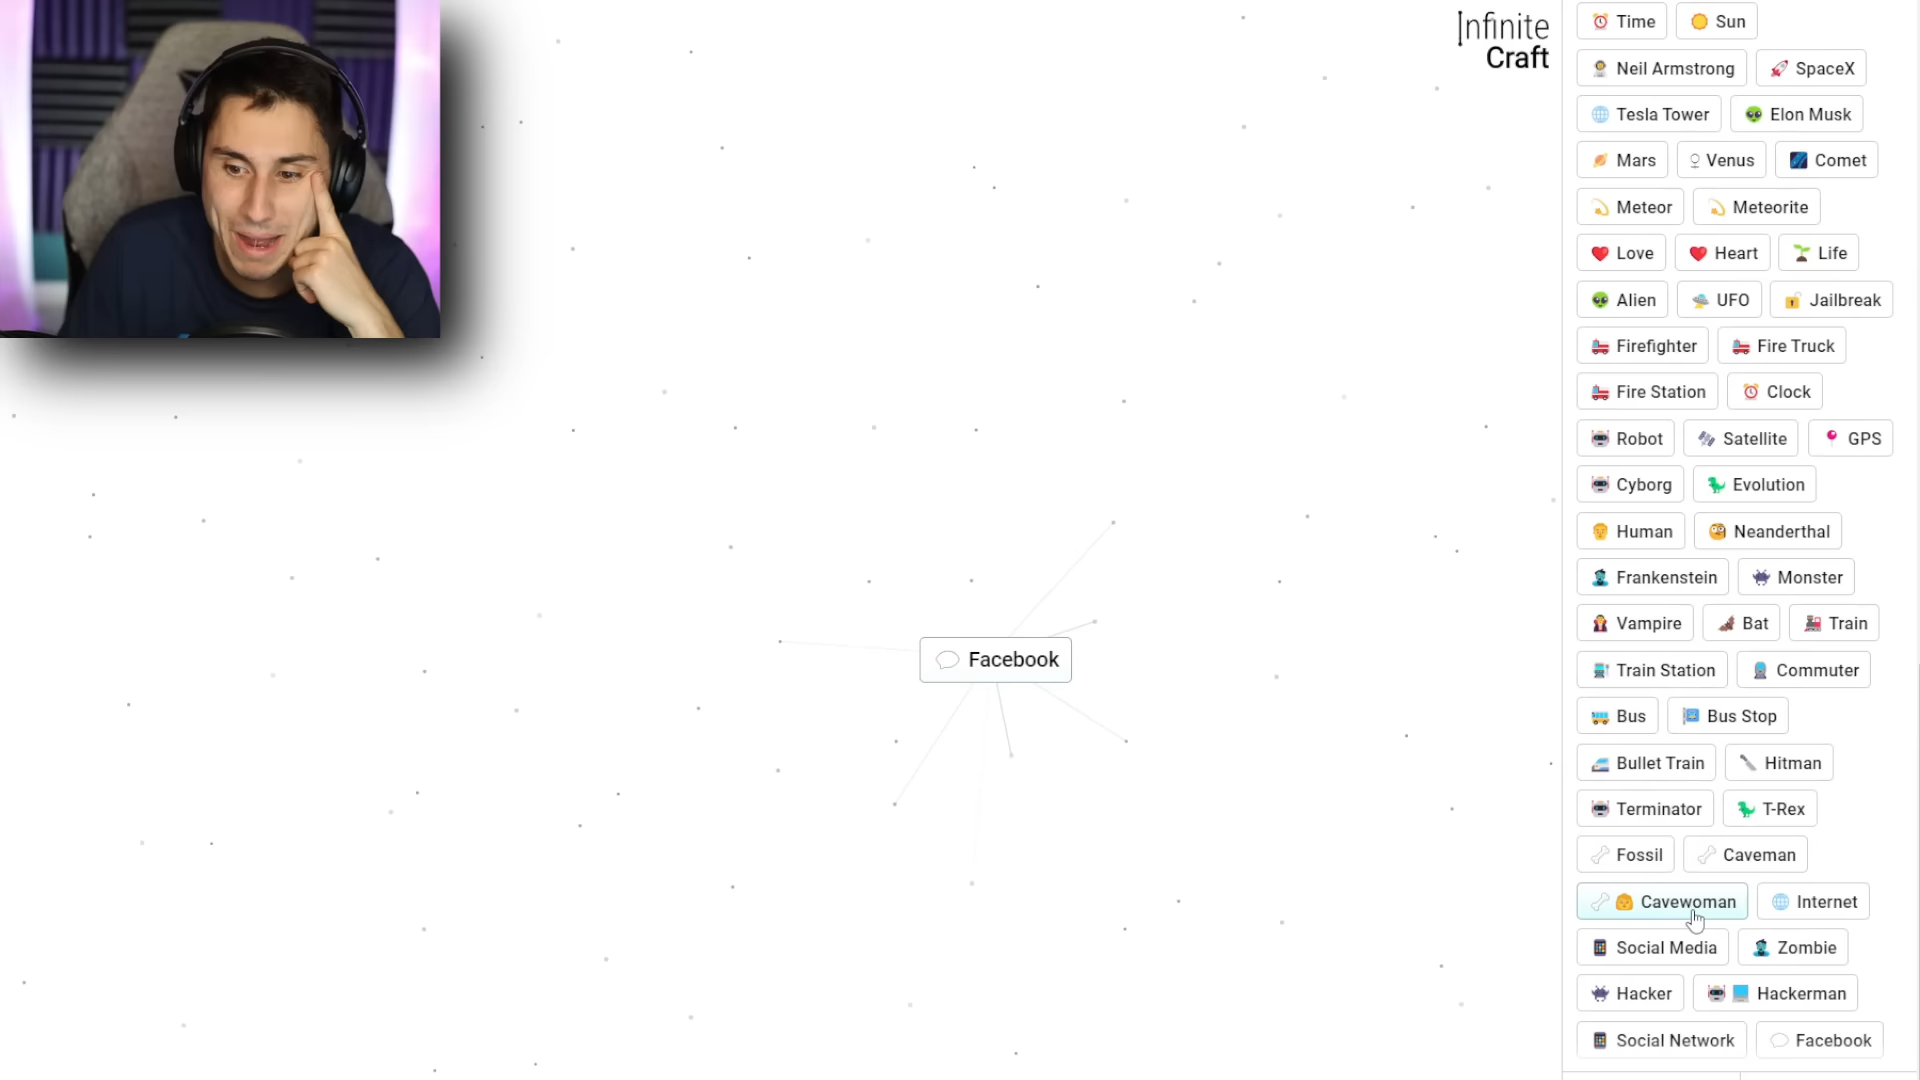 Infinite
Craft
Time Sun
Neil Armstrong SpaceX
Tesla Tower Elon Musk
Mars Venus Comet
Meteor Meteorite
Love Heart Life
Alien UFO Jailbreak
Firefighter Fire Truck
Fire Station Clock
Robot Satellite GPS
Cyborg Evolution
Human Neanderthal
Frankenstein Monster
Vampire Bat Train
Train Station Commuter
Bus Bus Stop
Bullet Train Hitman
Terminator T-Rex
Fossil Caveman
Cavewoman Internet
Social Media Zombie
Hacker Hackerman
Social Network Facebook
Facebook